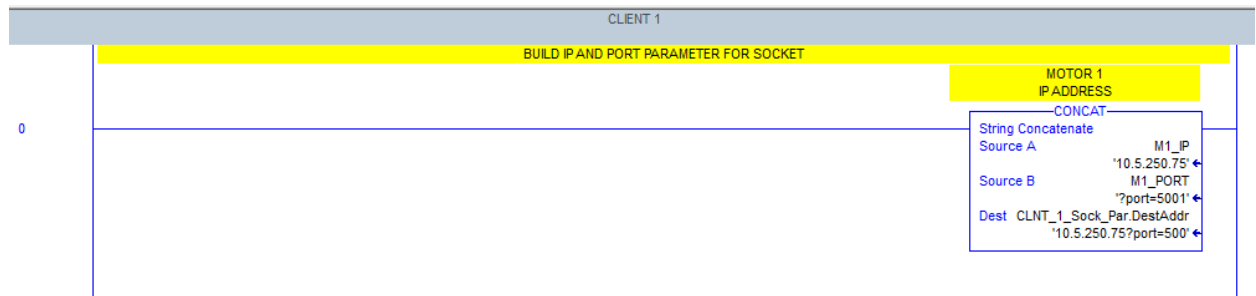 CLIENT 1
BUILD IP AND PORT PARAMETER FOR SOCKET
MOTOR 1
IP ADDRESS
0
CONCAT
String Concatenate
Source A M1_IP
'10.5.250.75'
Source B M1_PORT
'?port=5001'
Dest CLNT_1_Sock_Par.DestAddr
'10.5.250.75?port=500'